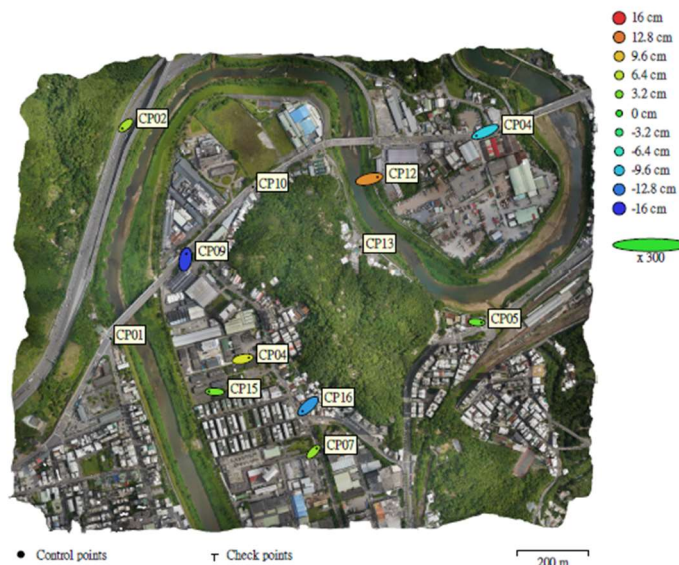 16 cm
12.8 cm
9.6 cm
6.4 cm
3.2 cm
0 cm
-3.2 cm
-6.4 cm
-9.6 cm
-12.8 cm
-16 cm
x 300
CP02
CP04
CP12
CP10
CP13
CP09
CP05
CP01
CP04
CP15
CP16
CP07
Control points
Check points
200 m